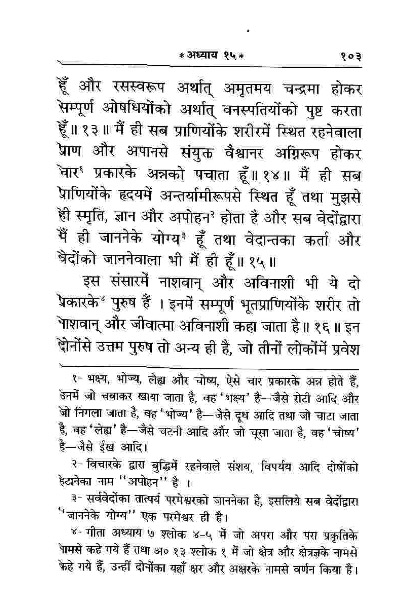 * अध्याय १५ * १०३
हूँ और रसस्वरूप अर्थात् अमृतमय चन्द्रमा होकर
सम्पूर्ण ओषधियोंको अर्थात् वनस्पतियोंको पुष्ट करता
हूँ॥ १३॥ मैं ही सब प्राणियोंके शरीरमें स्थित रहनेवाला
प्राण और अपानसे संयुक्त वैश्वानर अग्निरूप होकर
चार१ प्रकारके अन्नको पचाता हूँ॥ १४॥ मैं ही सब
प्राणियोंके हृदयमें अन्तर्यामीरूपसे स्थित हूँ तथा मुझसे
ही स्मृति, ज्ञान और अपोहन२ होता है और सब वेदोंद्वारा
मैं ही जाननेके योग्य३ हूँ तथा वेदान्तका कर्ता और
वेदोंको जाननेवाला भी मैं ही हूँ॥ १५॥
इस संसारमें नाशवान् और अविनाशी भी ये दो
प्रकारके४ पुरुष हैं । इनमें सम्पूर्ण भूतप्राणियोंके शरीर तो
नाशवान् और जीवात्मा अविनाशी कहा जाता है॥ १६॥ इन
दोनोंसे उत्तम पुरुष तो अन्य ही है, जो तीनों लोकोंमें प्रवेश
१- भक्ष्य, भोज्य, लेह्य और चोष्य, ऐसे चार प्रकारके अन्न होते हैं,
उनमें जो चबाकर खाया जाता है, वह 'भक्ष्य' है—जैसे रोटी आदि और
जो निगला जाता है, वह 'भोज्य' है—जैसे दूध आदि तथा जो चाटा जाता
है, वह 'लेह्य' है—जैसे चटनी आदि और जो चूसा जाता है, वह 'चोष्य'
है—जैसे ईख आदि।
२- विचारके द्वारा बुद्धिमें रहनेवाले संशय, विपर्यय आदि दोषोंको
हटानेका नाम "अपोहन" है ।
३- सर्ववेदोंका तात्पर्य परमेश्वरको जाननेका है, इसलिये सब वेदोंद्वारा
"जाननेके योग्य" एक परमेश्वर ही है।
४- गीता अध्याय ७ श्लोक ४-५ में जो अपरा और परा प्रकृतिके
नामसे कहे गये हैं तथा अ० १३ श्लोक १ में जो क्षेत्र और क्षेत्रज्ञके नामसे
कहे गये हैं, उन्हीं दोनोंका यहाँ क्षर और अक्षरके नामसे वर्णन किया है।